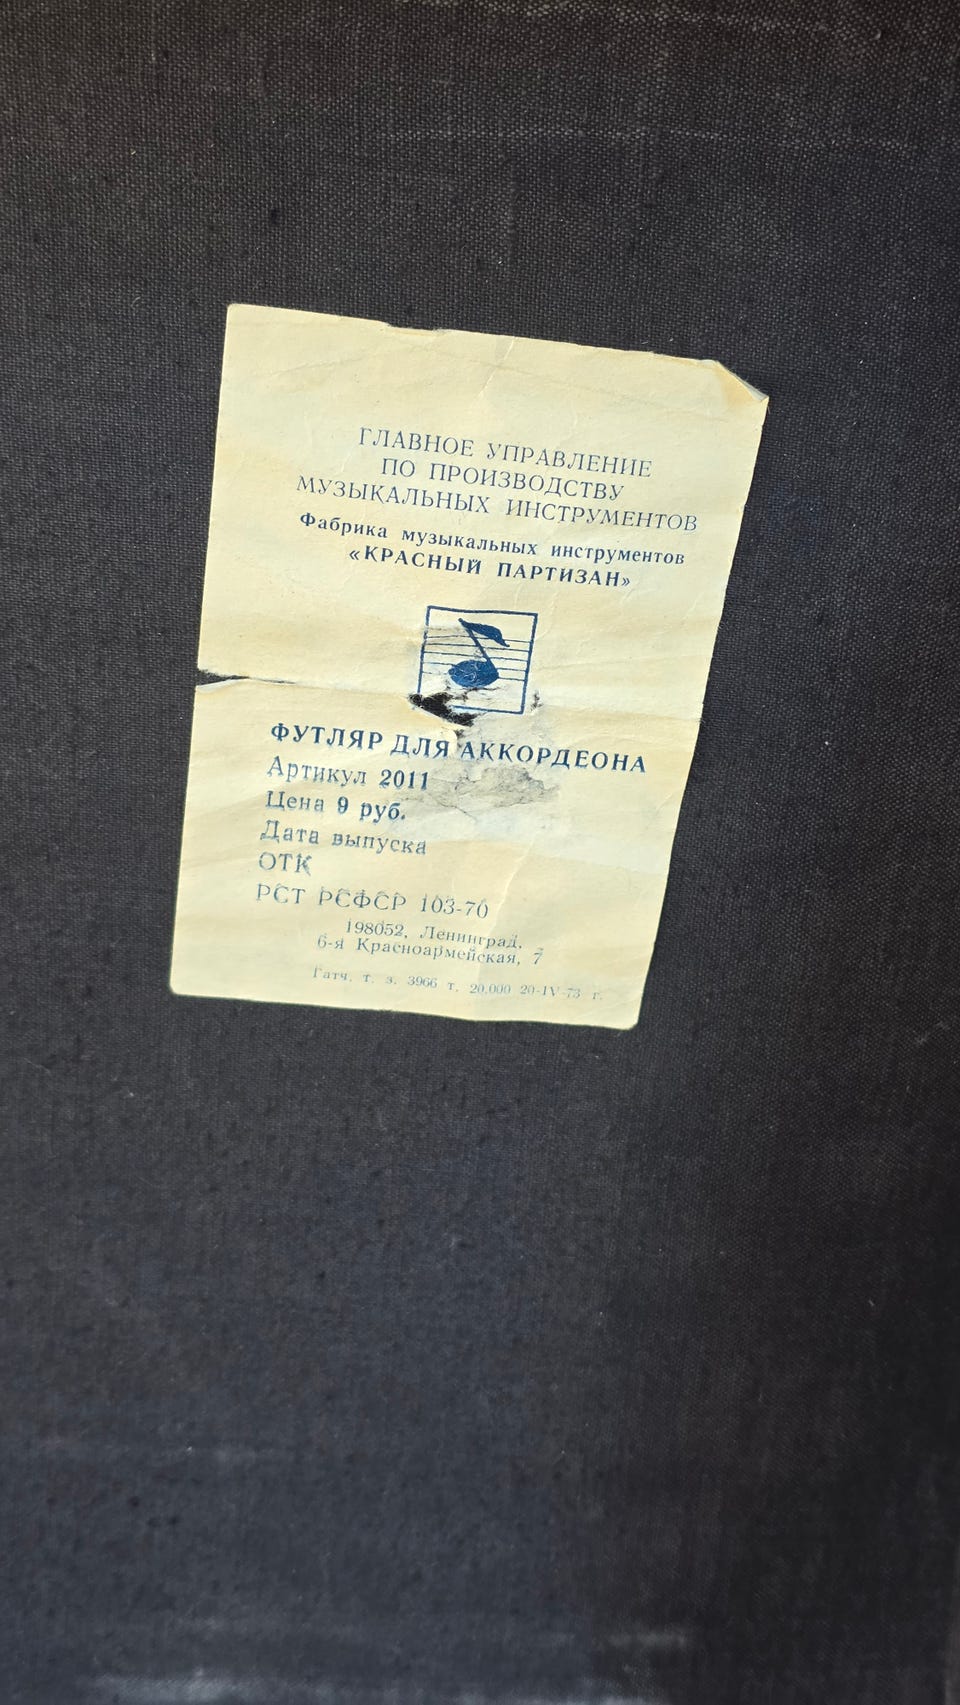 ГЛАВНОЕ УПРАВЛЕНИЕ
ПО ПРОИЗВОДСТВУ
МУЗЫКАЛЬНЫХ ИНСТРУМЕНТОВ
Фабрика музыкальных инструментов
«КРАСНЫЙ ПАРТИЗАН»
ФУТЛЯР ДЛЯ АККОРДЕОНА
Артикул 2011
Цена 9 руб.
Дата выпуска
ОТК
РСТ РСФСР 103-70
198052, Ленинград,
6-я Красноармейская, 7
Гатч. т. з. 3966 т. 20.000 20-IV-73 г.